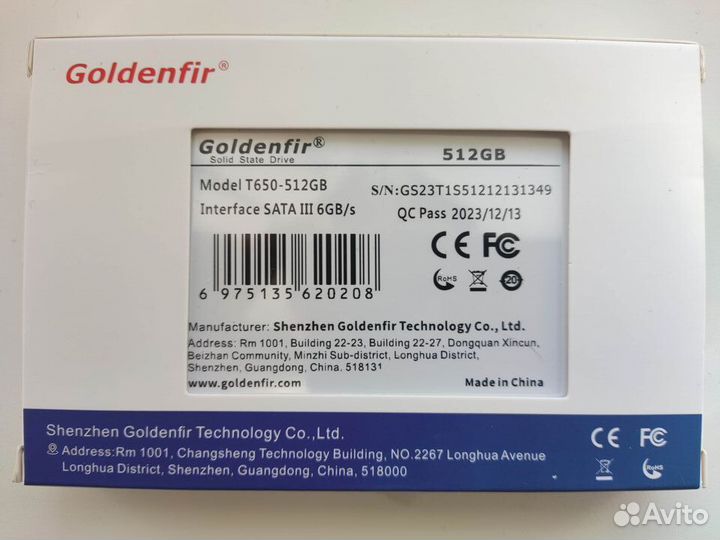 Goldenfir®
Goldenfir®
Solid State Drive
512GB
Model T650-512GB
S/N:GS23T1S51212131349
Interface SATA III 6GB/s
QC Pass 2023/12/13
CE FC
RoHS
20
6 975135 620208
Manufacturer: Shenzhen Goldenfir Technology Co., Ltd.
Address: Rm 1001, Building 22-23, Building 22-27, Dongquan Xincun,
Beizhan Community, Minzhi Sub-district, Longhua District,
Shenzhen, Guangdong, China. 518131
www.goldenfir.com
Made in China
Shenzhen Goldenfir Technology Co.,Ltd.
Address:Rm 1001, Changsheng Technology Building, NO.2267 Longhua Avenue
Longhua District, Shenzhen, Guangdong, China, 518000
CE FC
RoHS
Avito